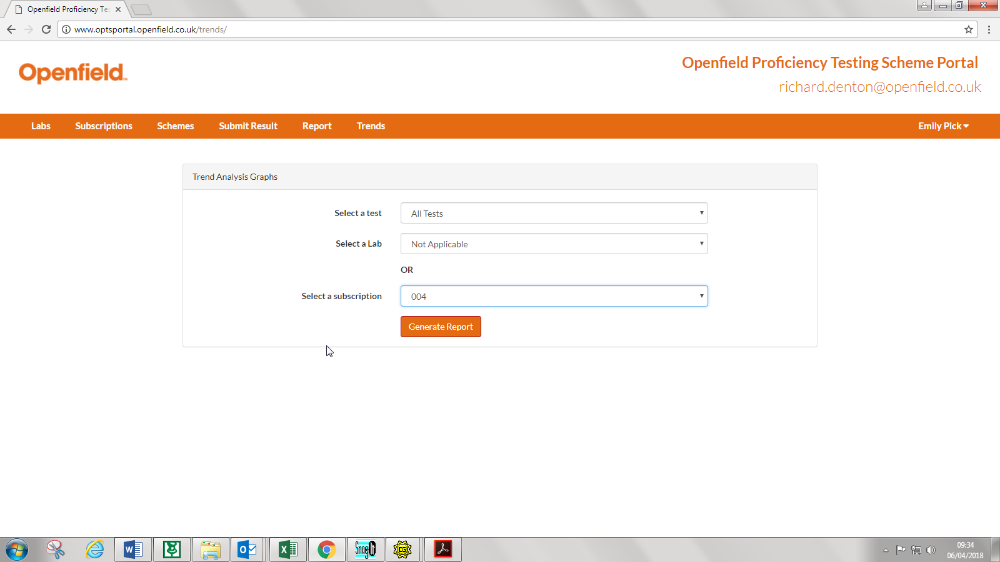 Openfield Proficiency Te
www.optsportal.openfield.co.uk/trends/
Openfield
Openfield Proficiency Testing Scheme Portal
richard.denton@openfield.co.uk
Labs Subscriptions Schemes Submit Result Report Trends Emily Pick
Trend Analysis Graphs
Select a test All Tests
Select a Lab Not Applicable
OR
Select a subscription 004
Generate Report
SnagIt
CG
09:34
06/04/2018